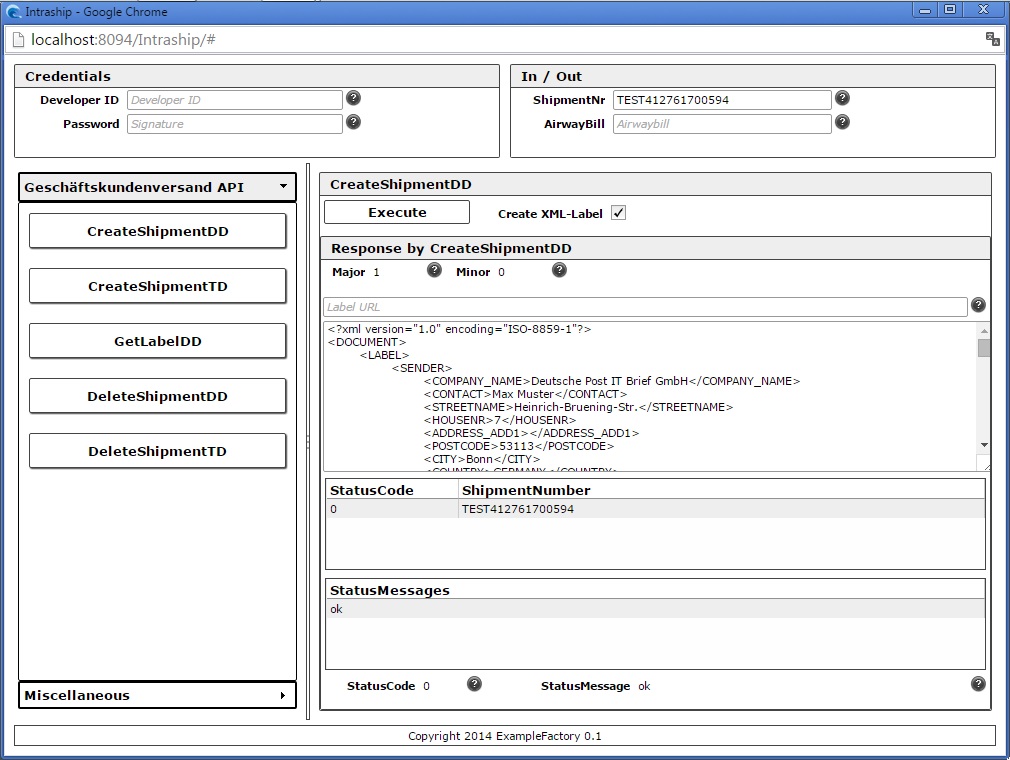 Intraship - Google Chrome
localhost:8094/Intraship/#
Credentials
Developer ID Developer ID ?
Password Signature ?
In / Out
ShipmentNr TEST412761700594 ?
AirwayBill Airwaybill ?
Geschäftskundenversand API
CreateShipmentDD
CreateShipmentTD
GetLabelDD
DeleteShipmentDD
DeleteShipmentTD
Miscellaneous
CreateShipmentDD
Execute Create XML-Label
Response by CreateShipmentDD
Major 1 ? Minor 0 ?
Label URL ?
<?xml version="1.0" encoding="ISO-8859-1"?>
<DOCUMENT>
<LABEL>
<SENDER>
<COMPANY_NAME>Deutsche Post IT Brief GmbH</COMPANY_NAME>
<CONTACT>Max Muster</CONTACT>
<STREETNAME>Heinrich-Bruening-Str.</STREETNAME>
<HOUSENR>7</HOUSENR>
<ADDRESS_ADD1></ADDRESS_ADD1>
<POSTCODE>53113</POSTCODE>
<CITY>Bonn</CITY>
<COUNTRY>GERMANY</COUNTRY>
StatusCode ShipmentNumber
0 TEST412761700594
StatusMessages
ok
StatusCode 0 ? StatusMessage ok ?
Copyright 2014 ExampleFactory 0.1